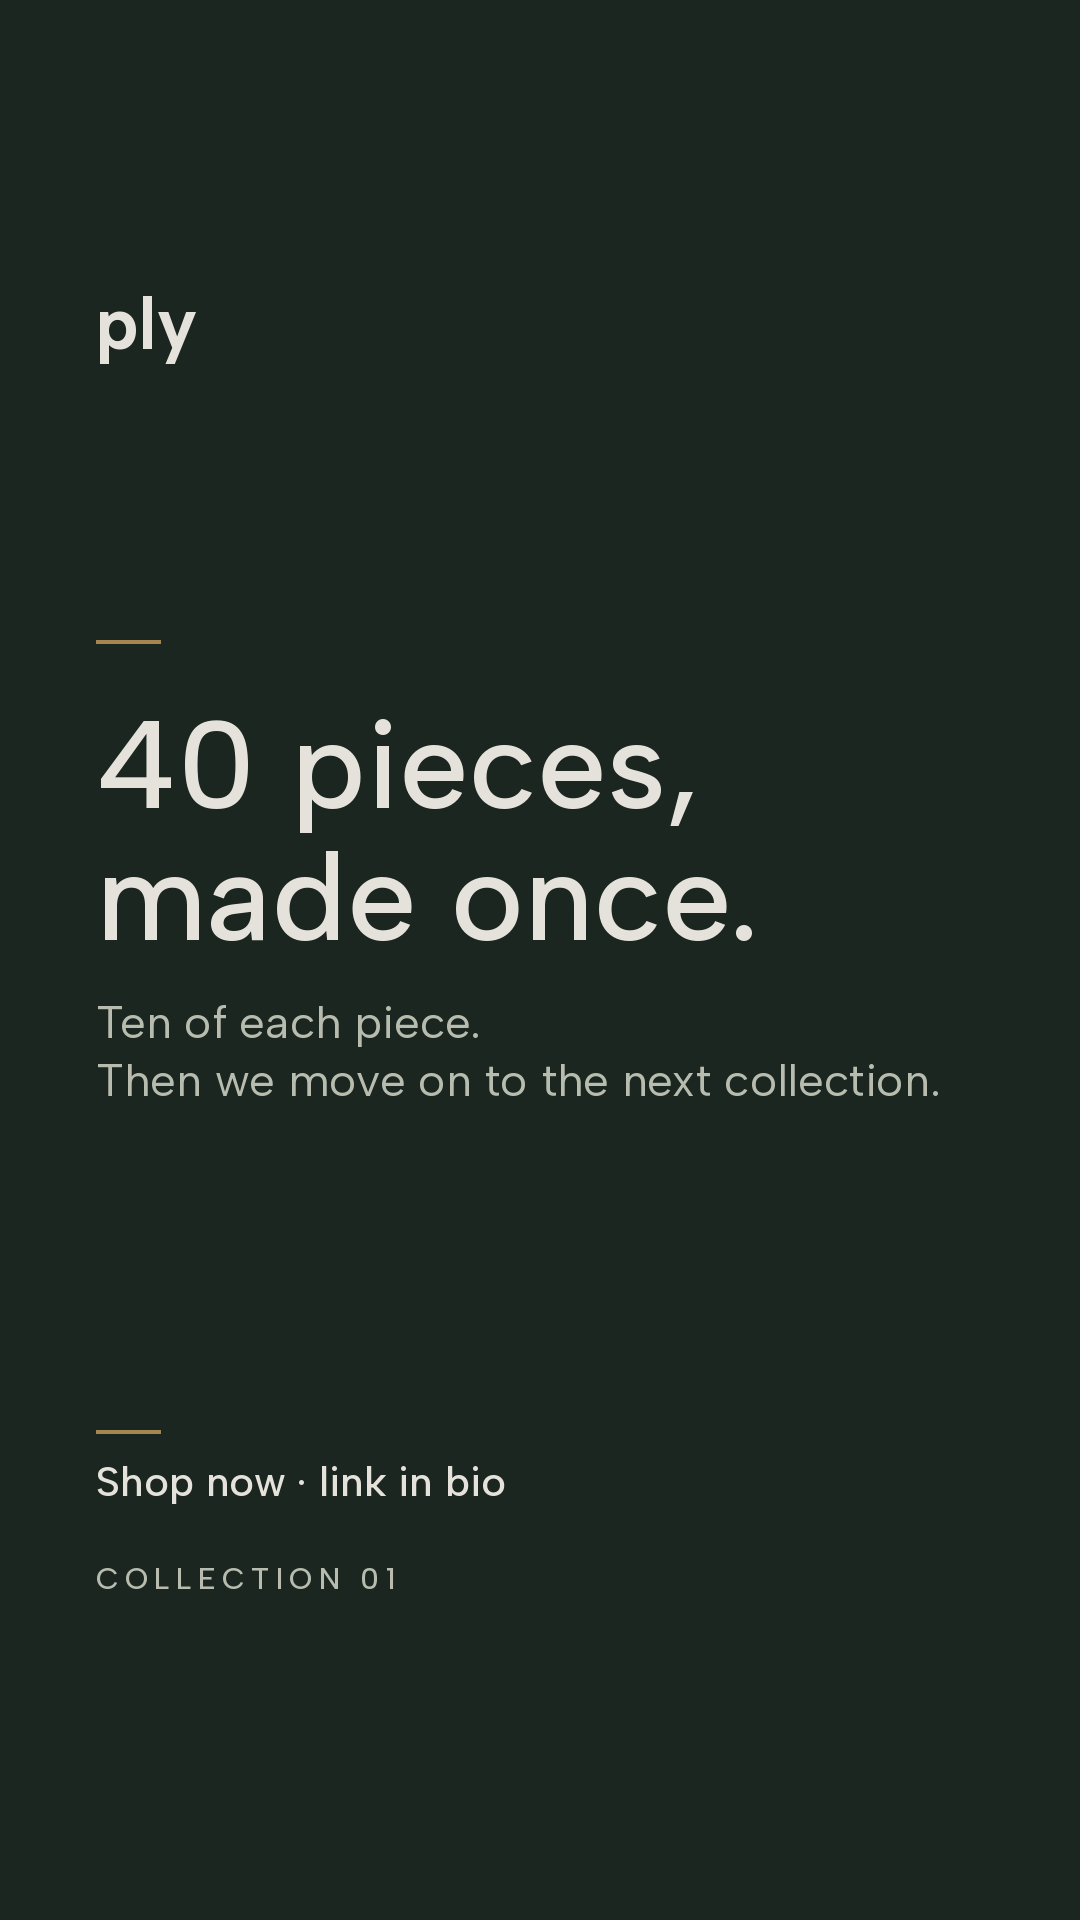 ply
40 pieces,
made once.
Ten of each piece.
Then we move on to the next collection.
Shop now · link in bio
COLLECTION 01